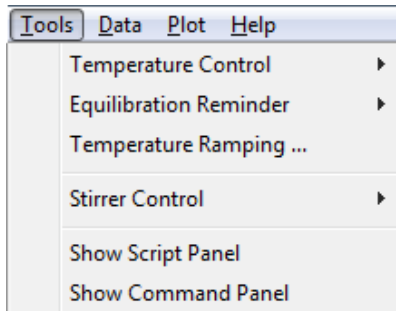 Tools Data Plot Help
Temperature Control
Equilibration Reminder
Temperature Ramping ...
Stirrer Control
Show Script Panel
Show Command Panel